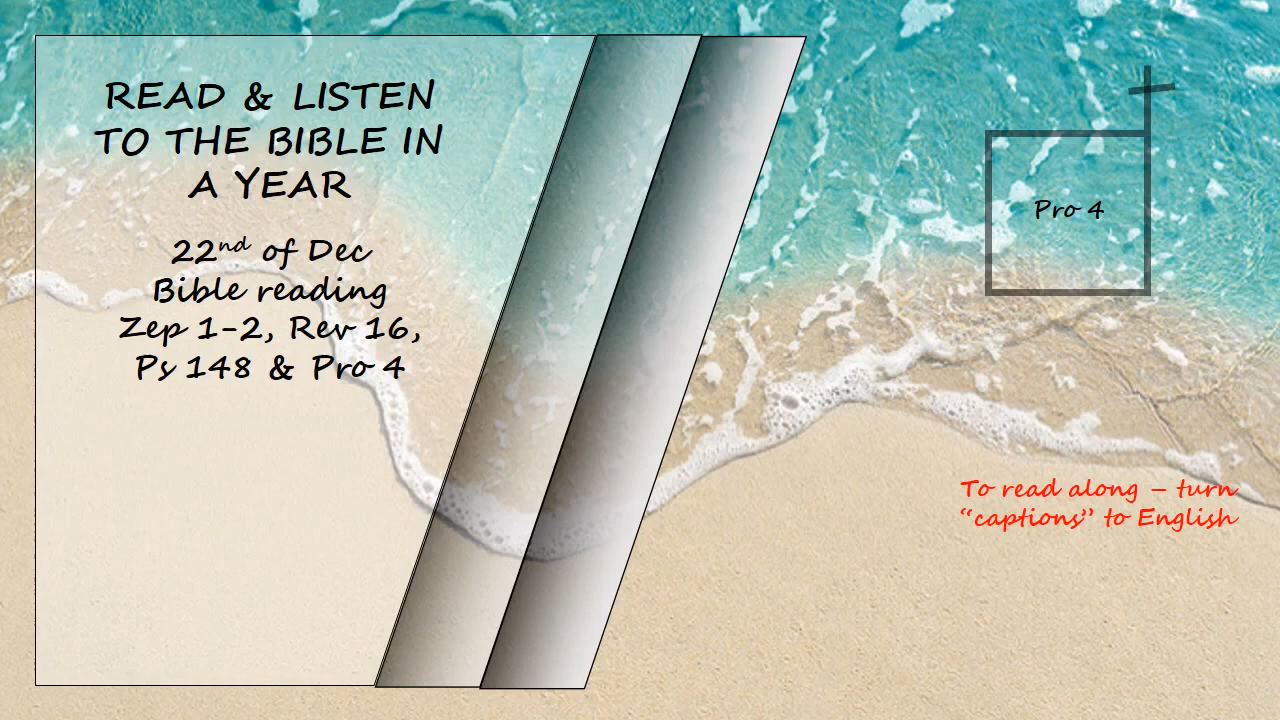 READ & LISTEN
TO THE BIBLE IN
A YEAR
22nd of Dec
Bible reading
Zep 1-2, Rev 16,
Ps 148 & Pro 4
Pro 4
To read along – turn
“captions” to English